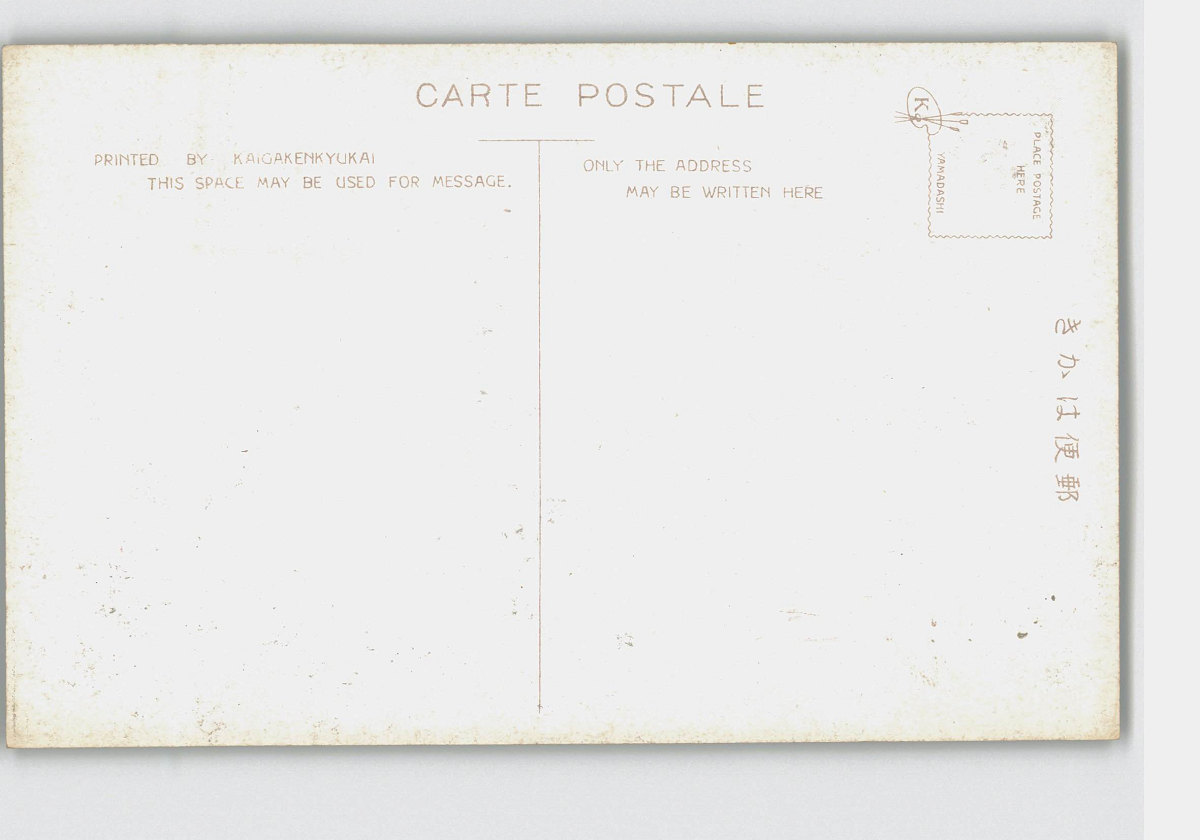 CARTE POSTALE
PRINTED BY KAIGAKENKYUKAI
THIS SPACE MAY BE USED FOR MESSAGE.
ONLY THE ADDRESS
MAY BE WRITTEN HERE
K
PLACE POSTAGE
HERE
YAMADASHI
きかは便郵